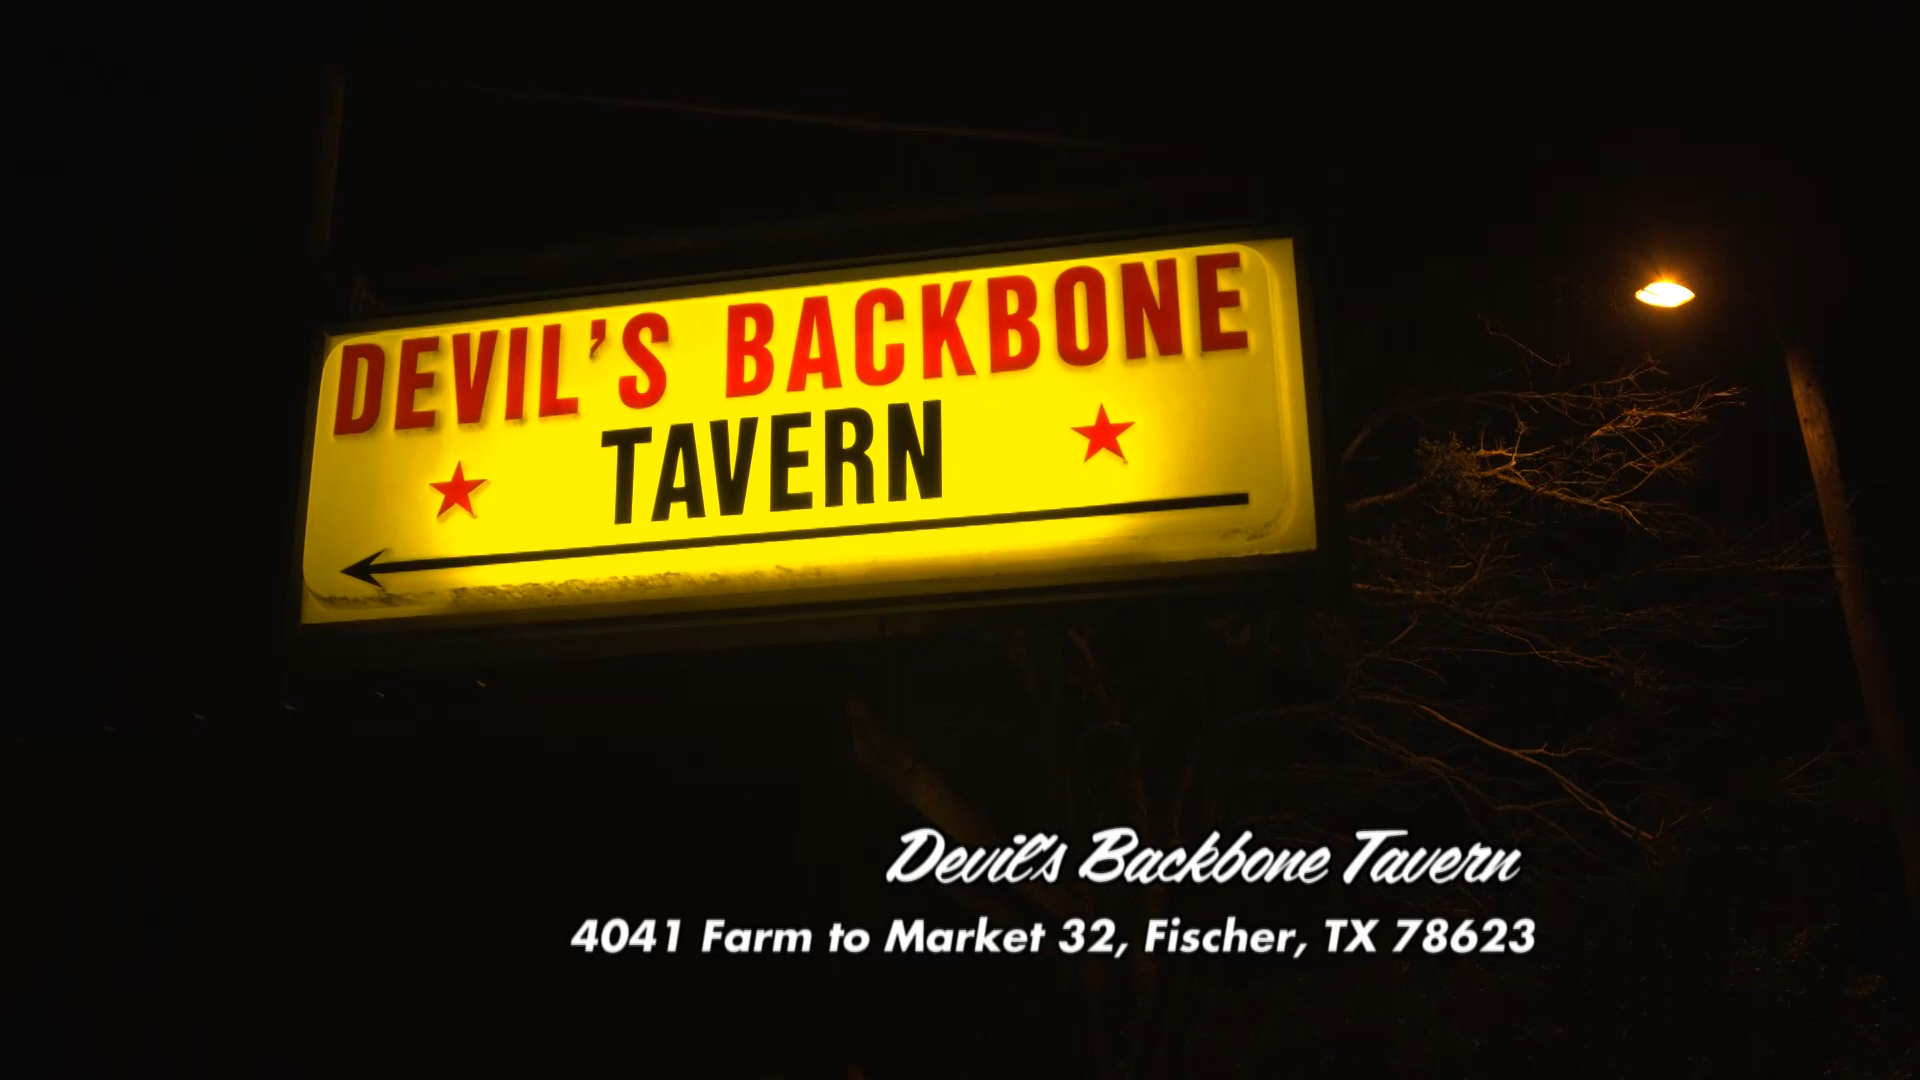 DEVIL'S BACKBONE
TAVERN
Devil's Backbone Tavern
4041 Farm to Market 32, Fischer, TX 78623